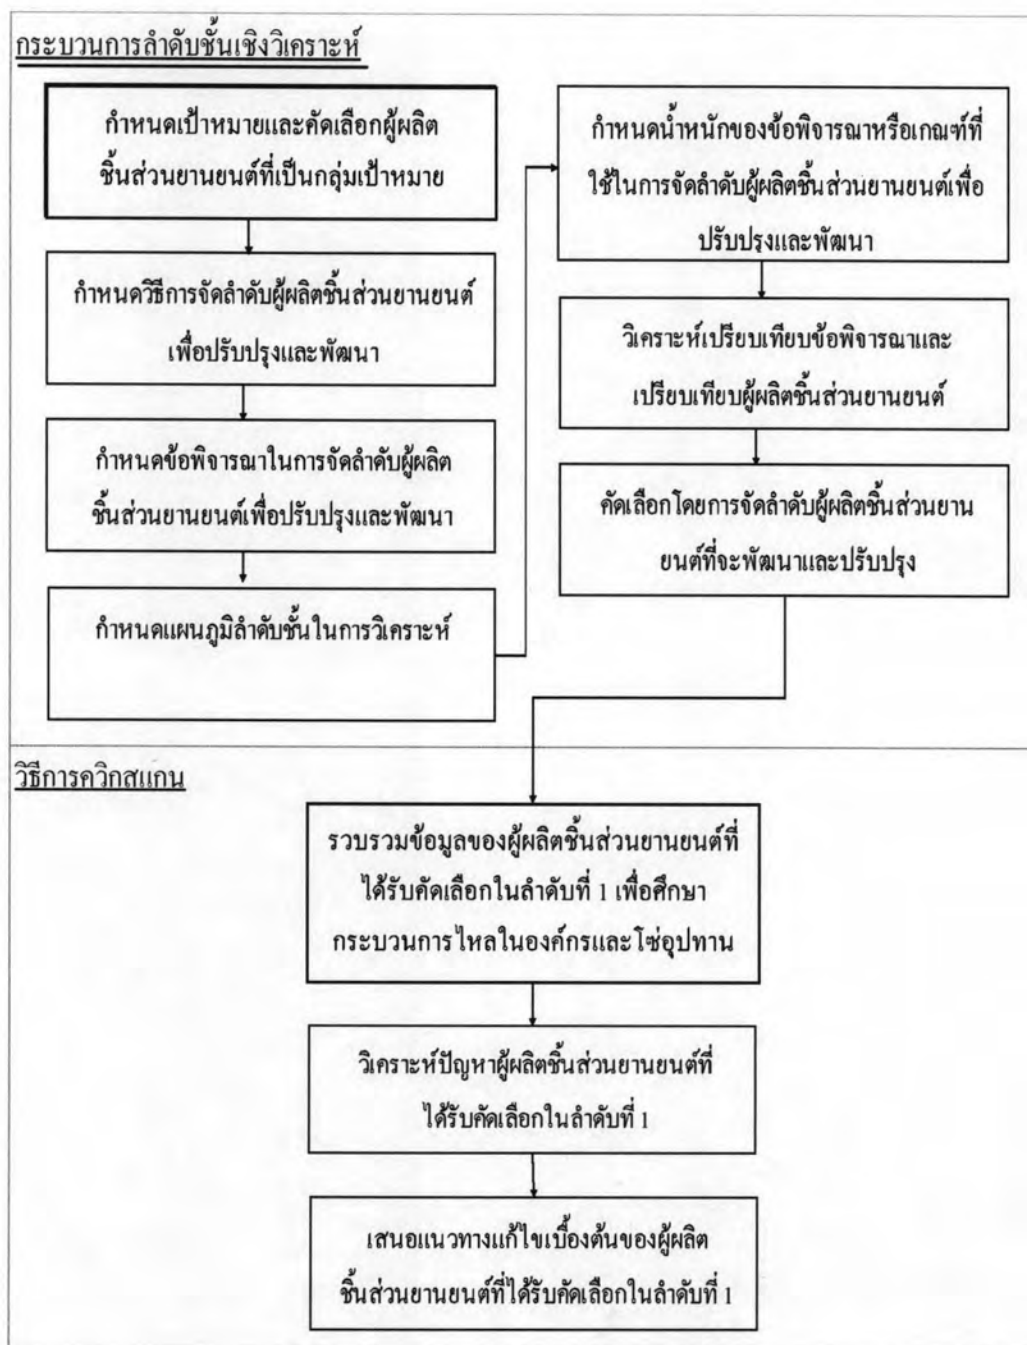 กระบวนการลำดับชั้นเชิงวิเคราะห์
กำหนดเป้าหมายและคัดเลือกผู้ผลิต
ชิ้นส่วนยานยนต์ที่เป็นกลุ่มเป้าหมาย
กำหนดวิธีการจัดลำดับผู้ผลิตชิ้นส่วนยานยนต์
เพื่อปรับปรุงและพัฒนา
กำหนดข้อพิจารณาในการจัดลำดับผู้ผลิต
ชิ้นส่วนยานยนต์เพื่อปรับปรุงและพัฒนา
กำหนดแผนภูมิลำดับชั้นในการวิเคราะห์
กำหนดน้ำหนักของข้อพิจารณาหรือเกณฑ์ที่
ใช้ในการจัดลำดับผู้ผลิตชิ้นส่วนยานยนต์เพื่อ
ปรับปรุงและพัฒนา
วิเคราะห์เปรียบเทียบข้อพิจารณาและ
เปรียบเทียบผู้ผลิตชิ้นส่วนยานยนต์
คัดเลือกโดยการจัดลำดับผู้ผลิตชิ้นส่วนยาน
ยนต์ที่จะพัฒนาและปรับปรุง
วิธีการควิกสแกน
รวบรวมข้อมูลของผู้ผลิตชิ้นส่วนยานยนต์ที่
ได้รับคัดเลือกในลำดับที่ 1 เพื่อศึกษา
กระบวนการไหลในองค์กรและโซ่อุปทาน
วิเคราะห์ปัญหาผู้ผลิตชิ้นส่วนยานยนต์ที่
ได้รับคัดเลือกในลำดับที่ 1
เสนอแนวทางแก้ไขเบื้องต้นของผู้ผลิต
ชิ้นส่วนยานยนต์ที่ได้รับคัดเลือกในลำดับที่ 1